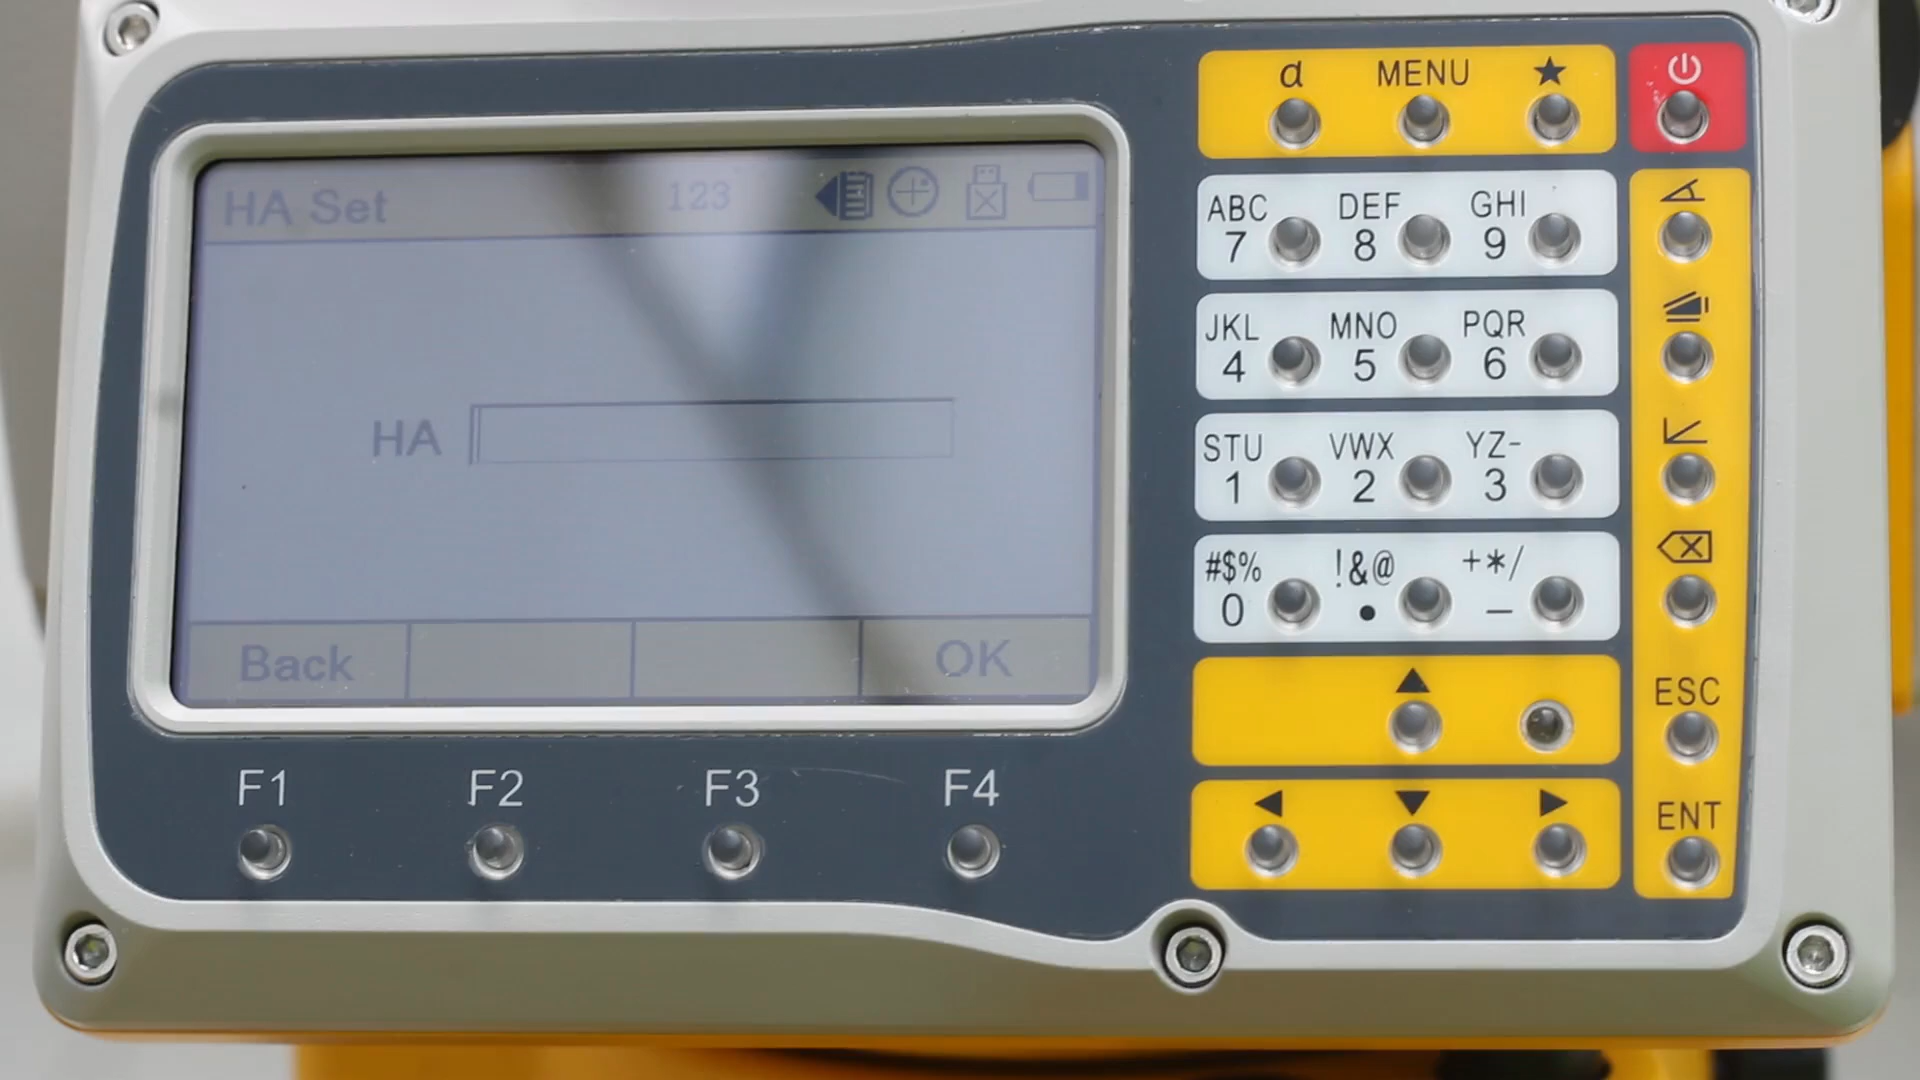 HA Set 123
HA
Back OK
F1 F2 F3 F4
α MENU ★
ABC DEF GHI
7 8 9
JKL MNO PQR
4 5 6
STU VWX YZ-
1 2 3
#$% !&@ +*/
0 • –
ESC
ENT